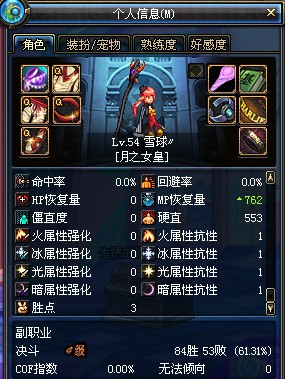 个人信息(M)
角色 装扮/宠物 熟练度 好感度
Lv.54 雪球〃
[月之女皇]
命中率 0.0% 回避率 0.0%
HP恢复量 0 MP恢复量 762
僵直度 0 硬直 553
火属性强化 0 火属性抗性 1
冰属性强化 0 冰属性抗性 1
光属性强化 0 光属性抗性 1
暗属性强化 0 暗属性抗性 1
胜点 3
副职业
决斗 级 84胜 53败 (61.31%)
COF指数 0.00% 无法倾向 0